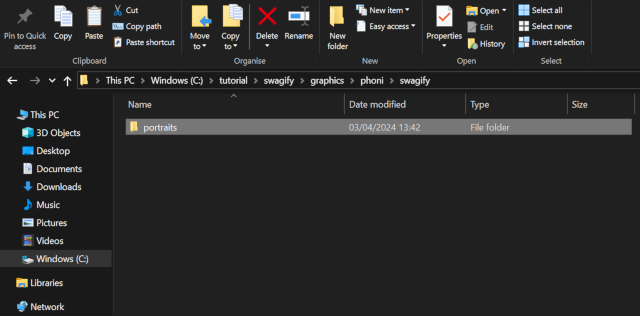 Pin to Quick access
Copy
Paste
Cut
Copy path
Paste shortcut
Clipboard
Move to
Copy to
Delete
Rename
Organise
New folder
New item
Easy access
New
Properties
Open
Edit
History
Open
Select all
Select none
Invert selection
Select
This PC > Windows (C:) > tutorial > swagify > graphics > phoni > swagify
Name Date modified Type Size
portraits 03/04/2024 13:42 File folder
This PC
3D Objects
Desktop
Documents
Downloads
Music
Pictures
Videos
Windows (C:)
Libraries
Network